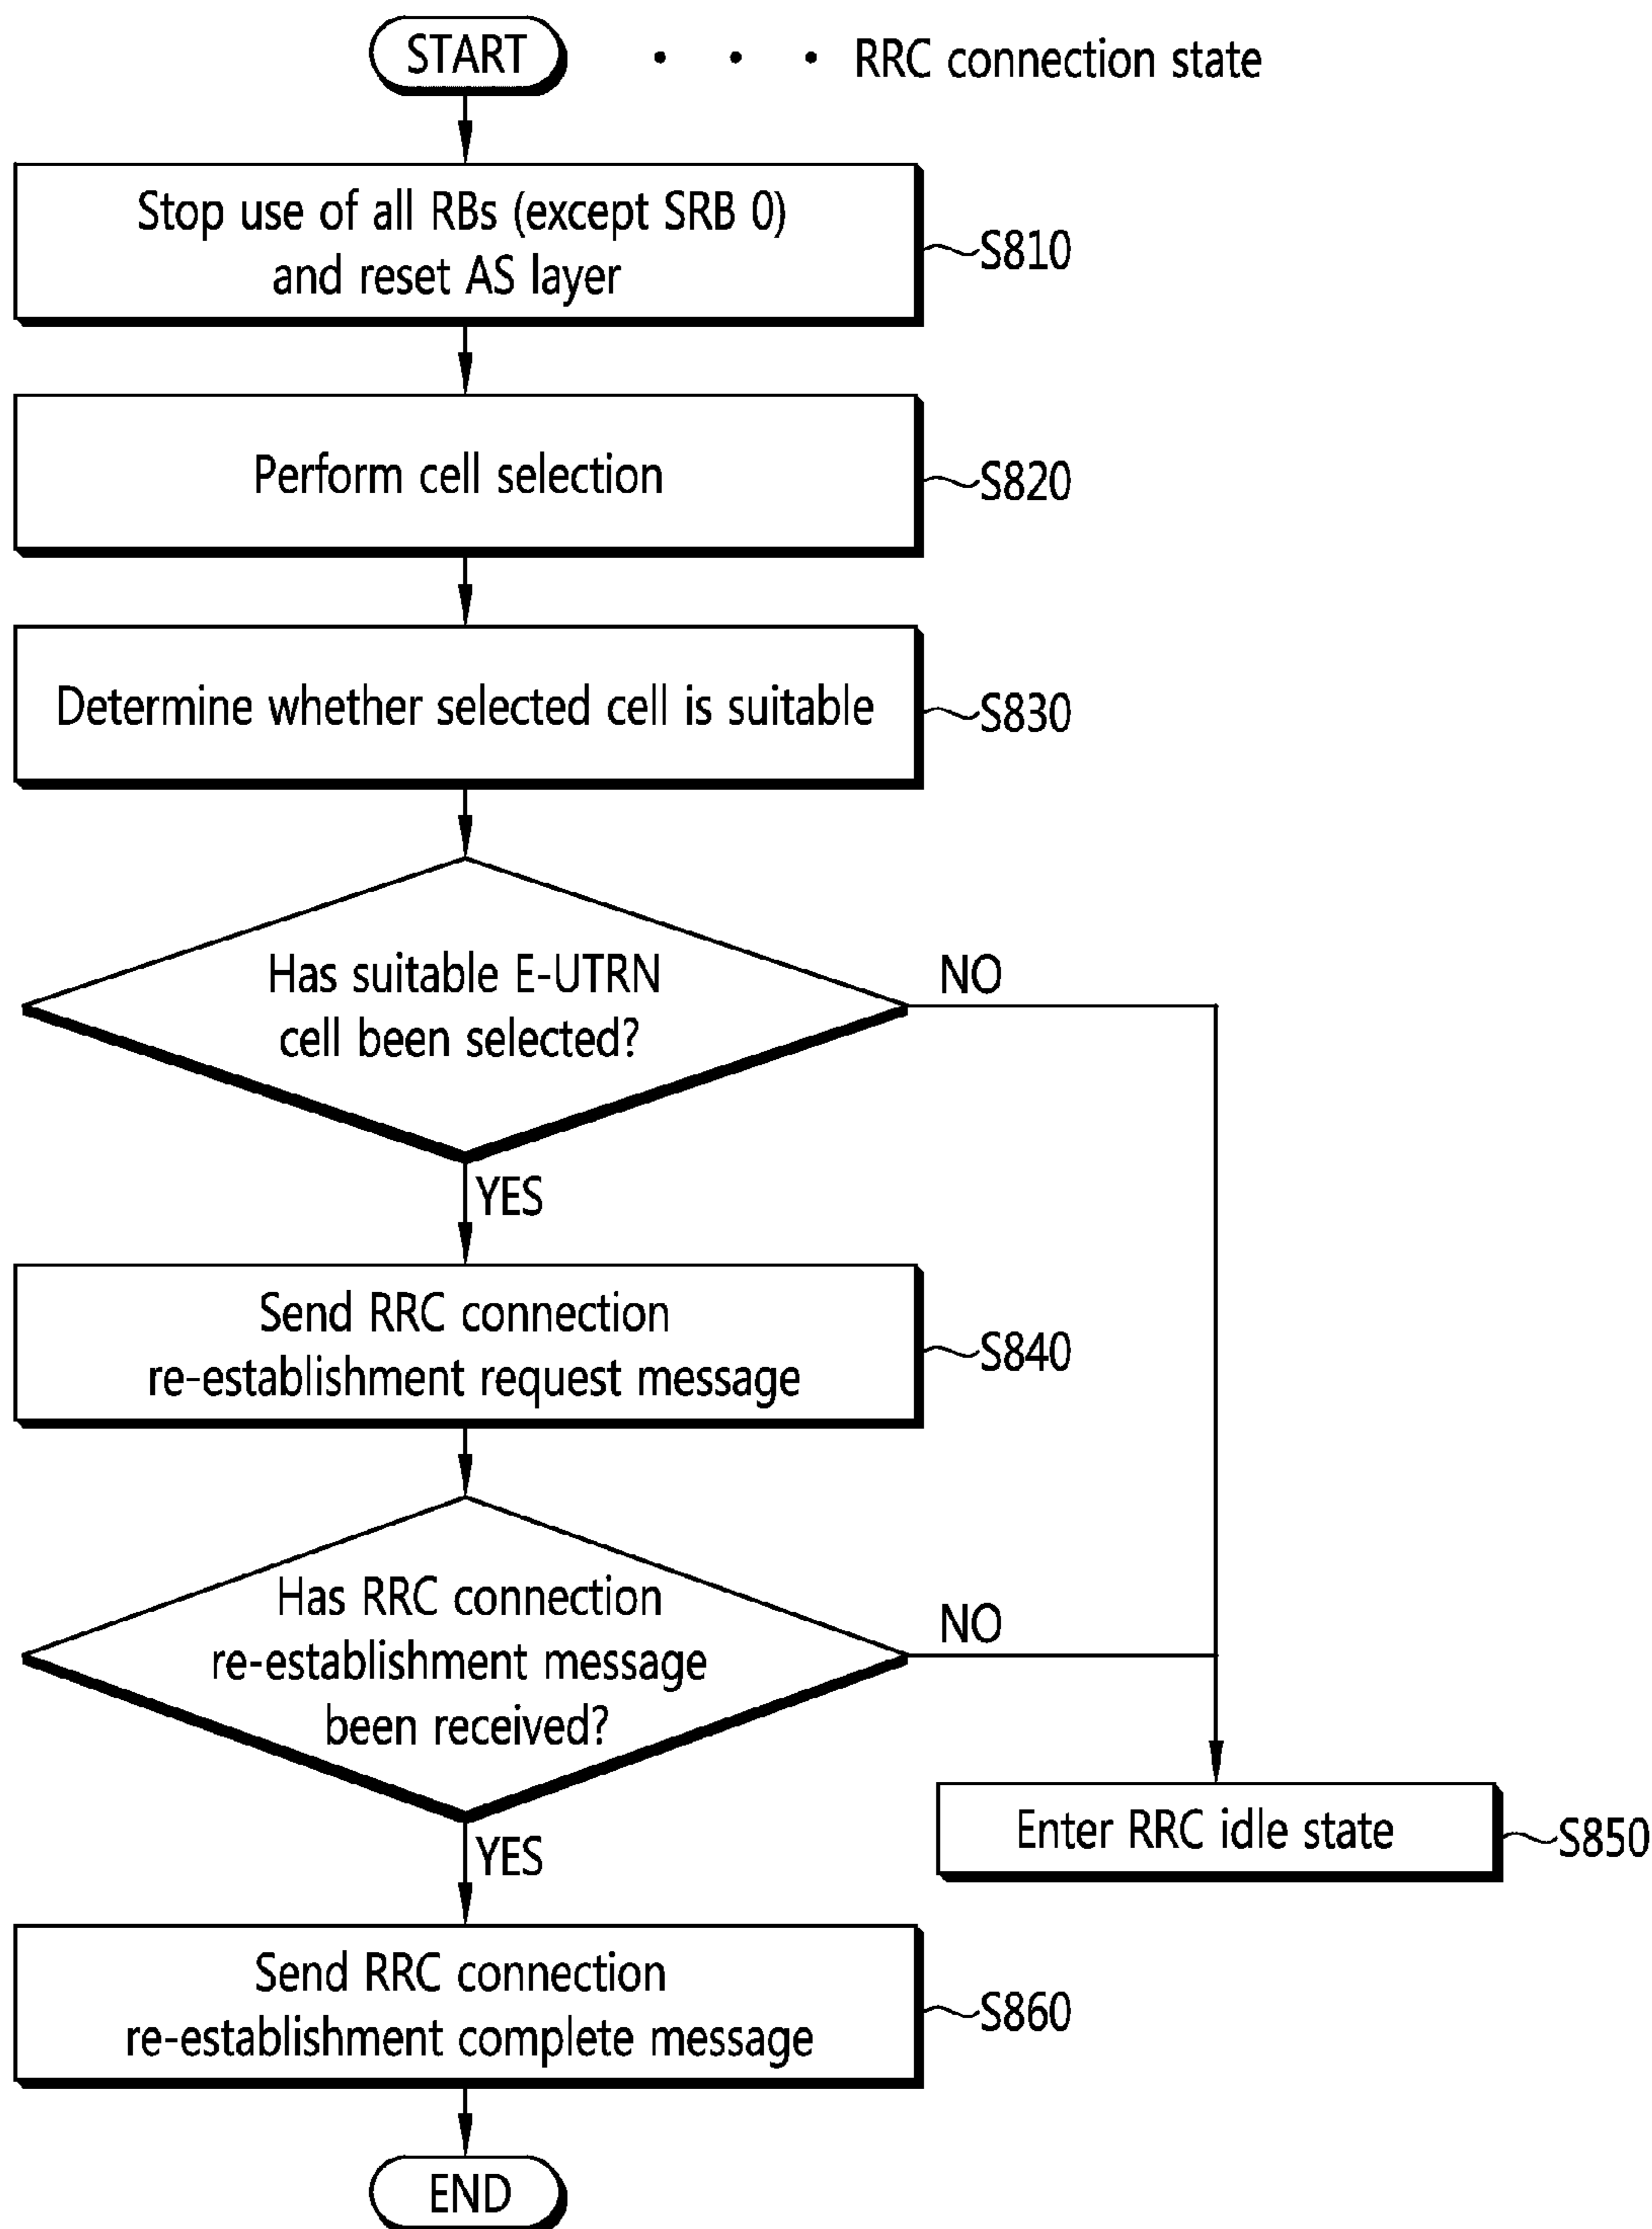 START
· · · RRC connection state
Stop use of all RBs (except SRB 0)
and reset AS layer
S810
Perform cell selection
S820
Determine whether selected cell is suitable
S830
Has suitable E-UTRN
cell been selected?
NO
YES
Send RRC connection
re-establishment request message
S840
Has RRC connection
re-establishment message
been received?
NO
YES
Enter RRC idle state
S850
Send RRC connection
re-establishment complete message
S860
END